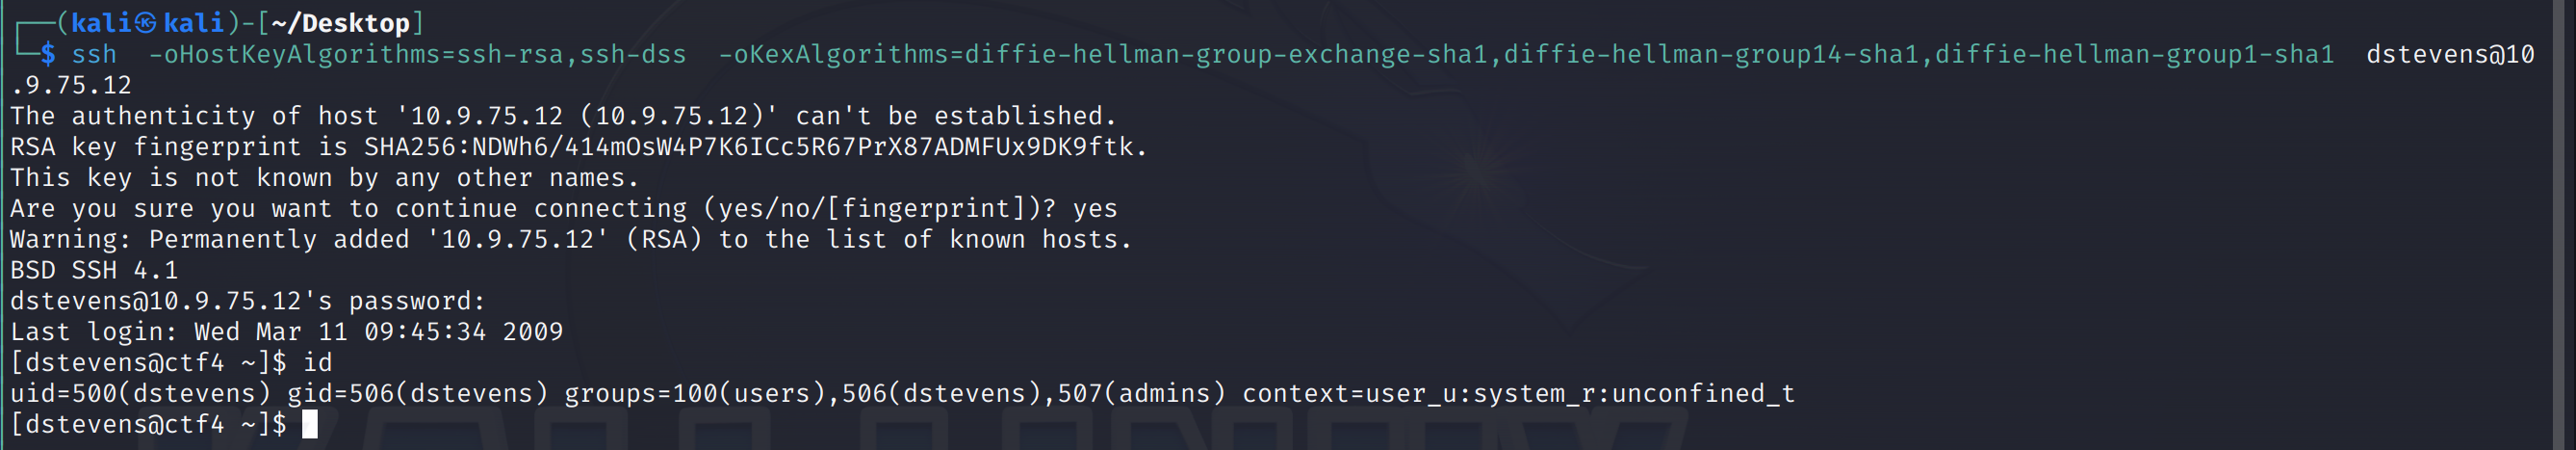 ┌──(kali㉿kali)-[~/Desktop]
└─$ ssh  -oHostKeyAlgorithms=ssh-rsa,ssh-dss  -oKexAlgorithms=diffie-hellman-group-exchange-sha1,diffie-hellman-group14-sha1,diffie-hellman-group1-sha1  dstevens@10
.9.75.12
The authenticity of host '10.9.75.12 (10.9.75.12)' can't be established.
RSA key fingerprint is SHA256:NDWh6/414mOsW4P7K6ICc5R67PrX87ADMFUx9DK9ftk.
This key is not known by any other names.
Are you sure you want to continue connecting (yes/no/[fingerprint])? yes
Warning: Permanently added '10.9.75.12' (RSA) to the list of known hosts.
BSD SSH 4.1
dstevens@10.9.75.12's password:
Last login: Wed Mar 11 09:45:34 2009
[dstevens@ctf4 ~]$ id
uid=500(dstevens) gid=506(dstevens) groups=100(users),506(dstevens),507(admins) context=user_u:system_r:unconfined_t
[dstevens@ctf4 ~]$